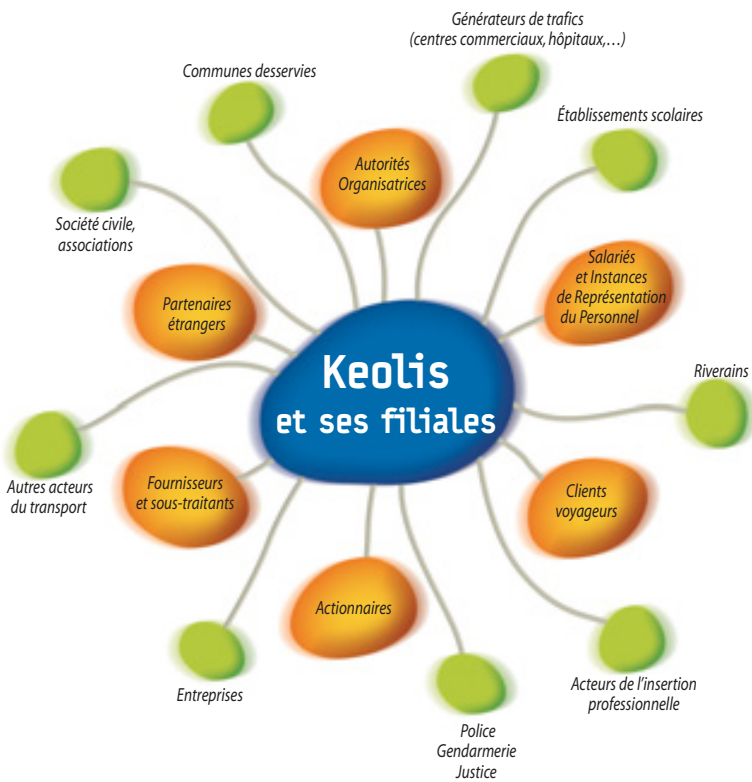 Générateurs de trafics
(centres commerciaux, hôpitaux,...)
Communes desservies
Établissements scolaires
Autorités
Organisatrices
Société civile,
associations
Salariés
et Instances
de Représentation
du Personnel
Partenaires
étrangers
Keolis
et ses filiales
Riverains
Autres acteurs
du transport
Fournisseurs
et sous-traitants
Clients
voyageurs
Actionnaires
Entreprises
Acteurs de l'insertion
professionnelle
Police
Gendarmerie
Justice